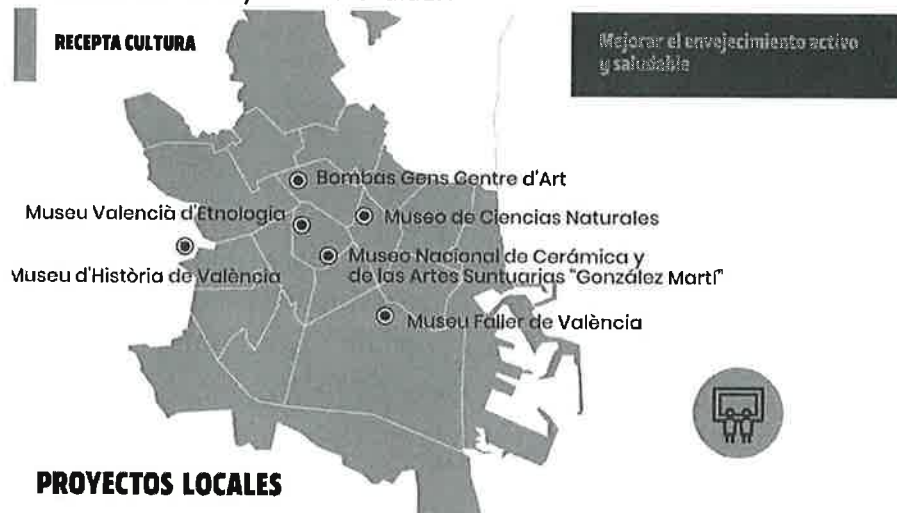 RECEPTA CULTURA
Mejorar el envejecimiento activo
y saludable
Bombas Gens Centre d'Art
Museu Valencià d'Etnologia
Museo de Ciencias Naturales
Museo Nacional de Cerámica y
de las Artes Suntuarias "González Martí"
Museu d'Història de València
Museu Faller de València
PROYECTOS LOCALES